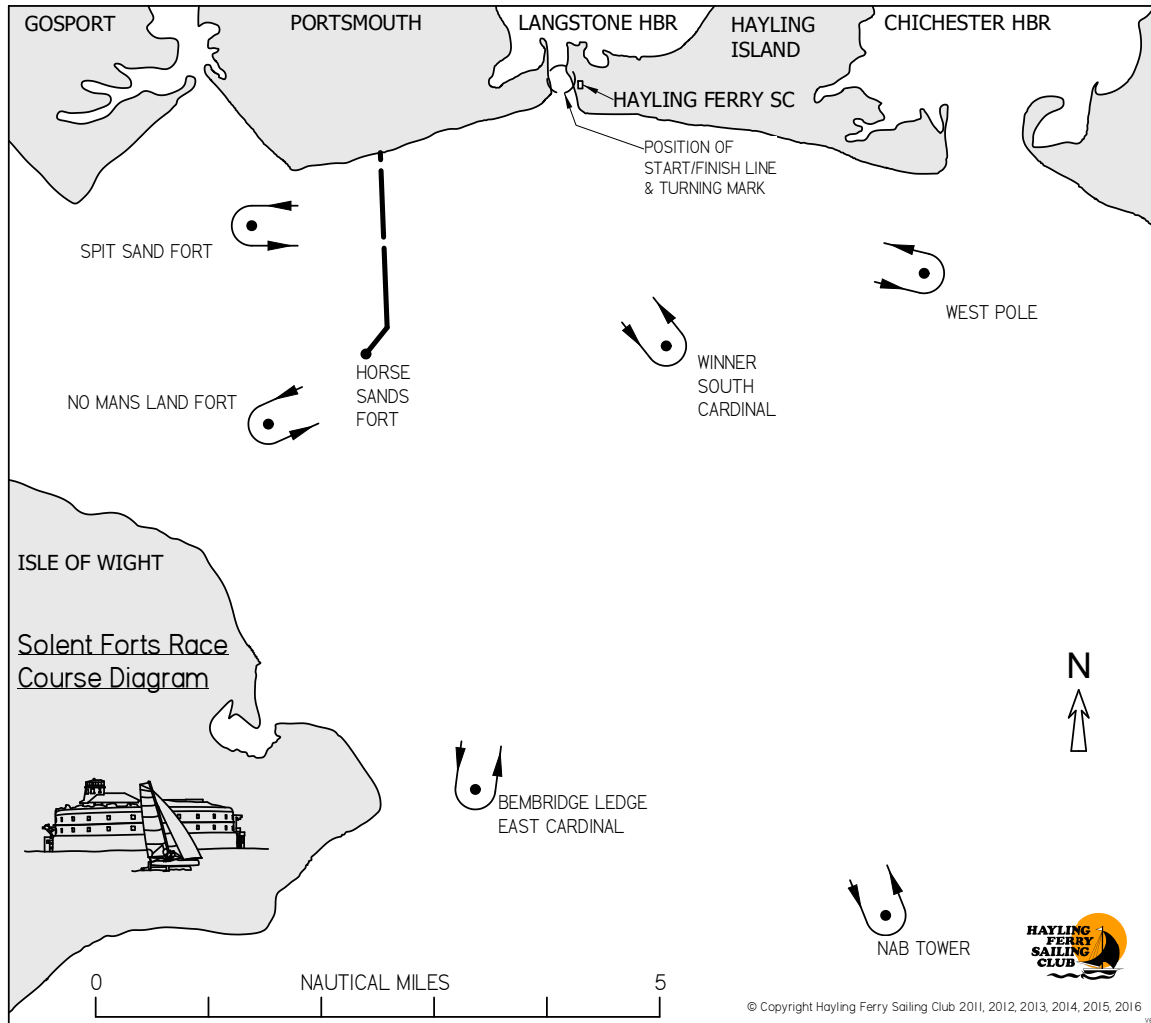 GOSPORT
PORTSMOUTH
LANGSTONE HBR
HAYLING
ISLAND
CHICHESTER HBR
HAYLING FERRY SC
POSITION OF
START/FINISH LINE
& TURNING MARK
SPIT SAND FORT
WEST POLE
HORSE
SANDS
FORT
WINNER
SOUTH
CARDINAL
NO MANS LAND FORT
ISLE OF WIGHT
Solent Forts Race
Course Diagram
N
BEMBRIDGE LEDGE
EAST CARDINAL
NAB TOWER
HAYLING
FERRY
SAILING
CLUB
0
NAUTICAL MILES
5
© Copyright Hayling Ferry Sailing Club 2011, 2012, 2013, 2014, 2015, 2016